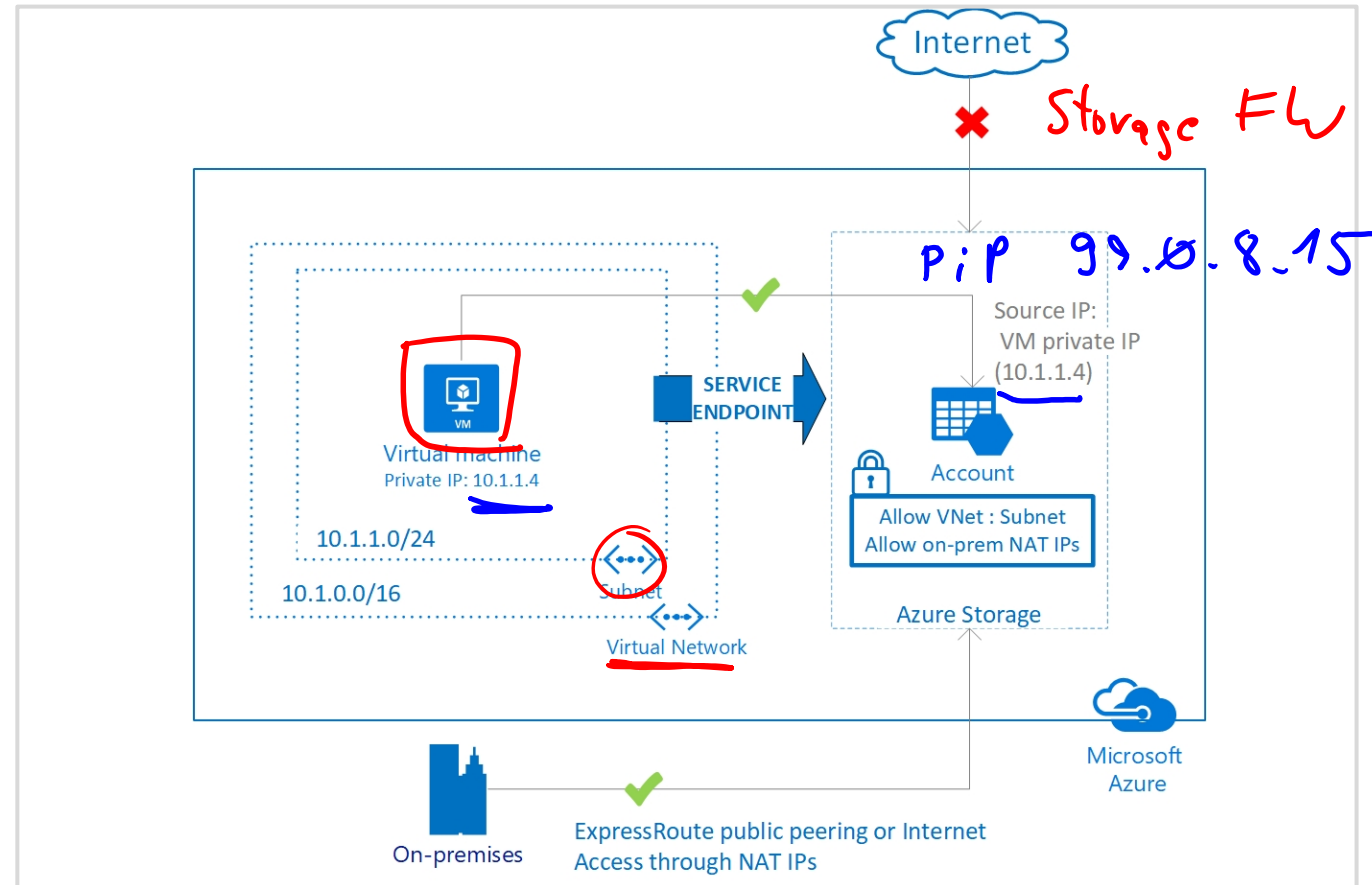 Internet
Storage FW
pip 99.0.8.15
Source IP:
VM private IP
(10.1.1.4)
SERVICE
ENDPOINT
VM
Virtual machine
Private IP: 10.1.1.4
Account
Allow VNet : Subnet
Allow on-prem NAT IPs
10.1.1.0/24
10.1.0.0/16
Subnet
Azure Storage
Virtual Network
Microsoft
Azure
ExpressRoute public peering or Internet
Access through NAT IPs
On-premises